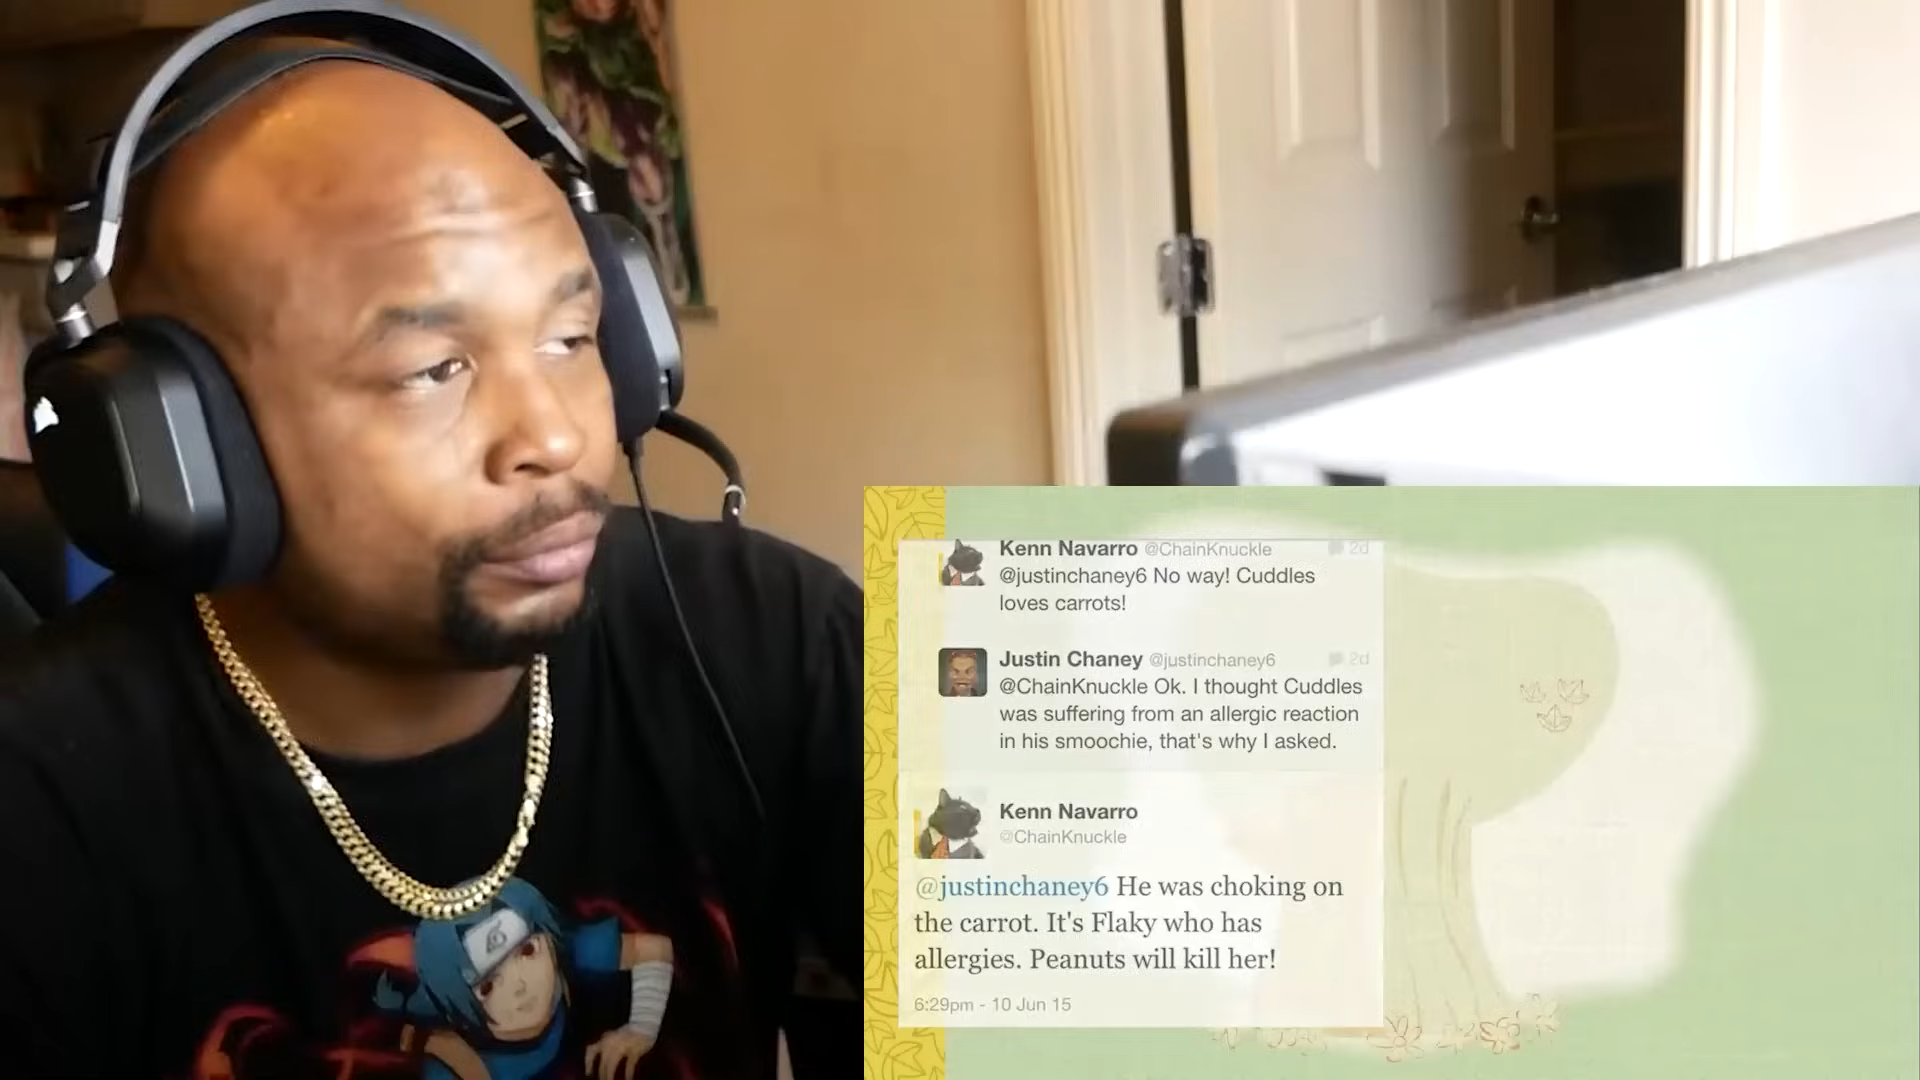 Kenn Navarro @ChainKnuckle 2d
@justinchaney6 No way! Cuddles
loves carrots!
Justin Chaney @justinchaney6 2d
@ChainKnuckle Ok. I thought Cuddles
was suffering from an allergic reaction
in his smoochie, that's why I asked.
Kenn Navarro
@ChainKnuckle
@justinchaney6 He was choking on
the carrot. It's Flaky who has
allergies. Peanuts will kill her!
6:29pm - 10 Jun 15